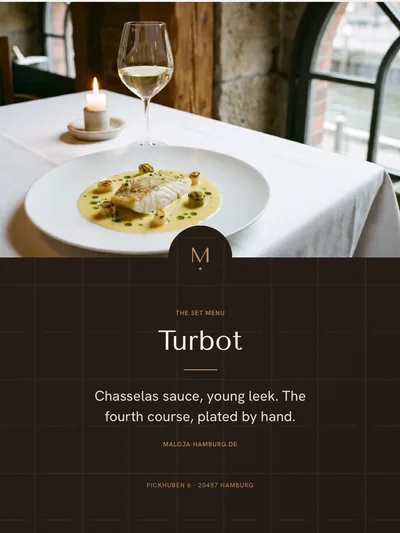 M
THE SET MENU
Turbot
Chasselas sauce, young leek. The
fourth course, plated by hand.
MALOJA-HAMBURG.DE
PICKHUBEN 6 / 20457 HAMBURG